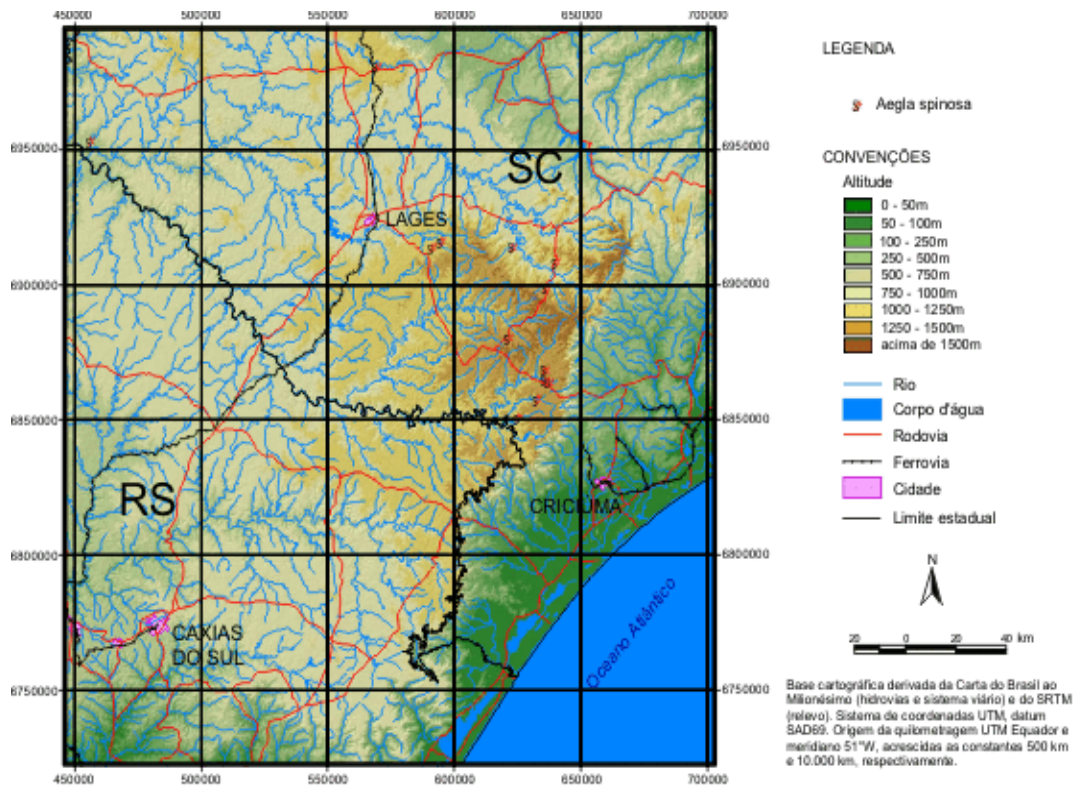 450000 500000 550000 600000 650000 700000
LEGENDA
Aegla spinosa
6950000 6950000
SC
CONVENÇÕES
Altitude
0 - 50m
50 - 100m
100 - 250m
250 - 500m
500 - 750m
750 - 1000m
1000 - 1250m
1250 - 1500m
acima de 1500m
LAGES
6900000 6900000
Rio
Corpo d'água
Rodovia
Ferrovia
Cidade
Limite estadual
6850000 6850000
RS
CRICIÚMA
6800000 6800000
N
Oceano Atlântico
CAXIAS
DO SUL
20 0 20 40 km
6750000 6750000
Base cartográfica derivada da Carta do Brasil ao
Milionésimo (hidrovias e sistema viário) e do SRTM
(relevo). Sistema de coordenadas UTM, datum
SAD69. Origem da quilometragem UTM Equador e
meridiano 51°W, acrescidas as constantes 500 km
e 10.000 km, respectivamente.
450000 500000 550000 600000 650000 700000